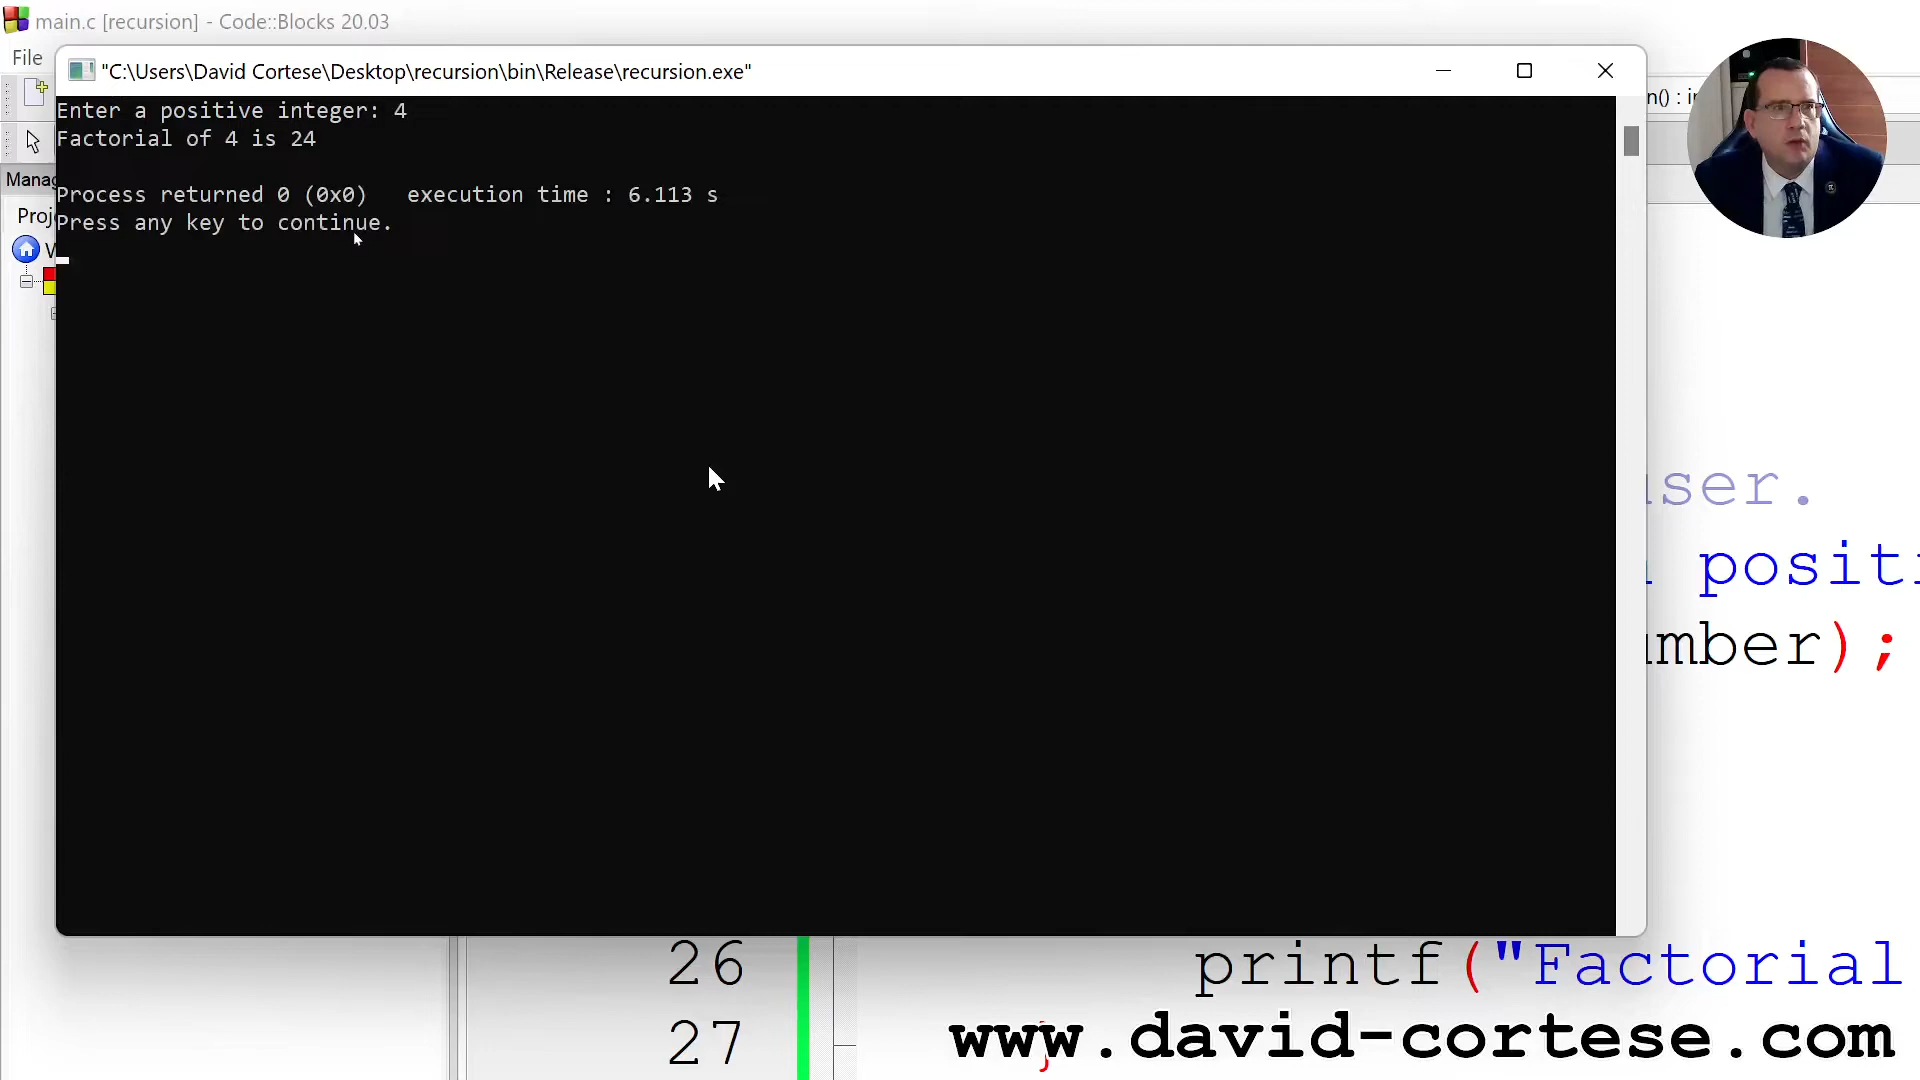 main.c [recursion] - Code::Blocks 20.03
File
"C:\Users\David Cortese\Desktop\recursion\bin\Release\recursion.exe"
n() : i
Enter a positive integer: 4
Factorial of 4 is 24
Manag
Process returned 0 (0x0)   execution time : 6.113 s
Proje
Press any key to continue.
W
user.
positi
umber);
26 printf("Factorial
27 }
www.david-cortese.com